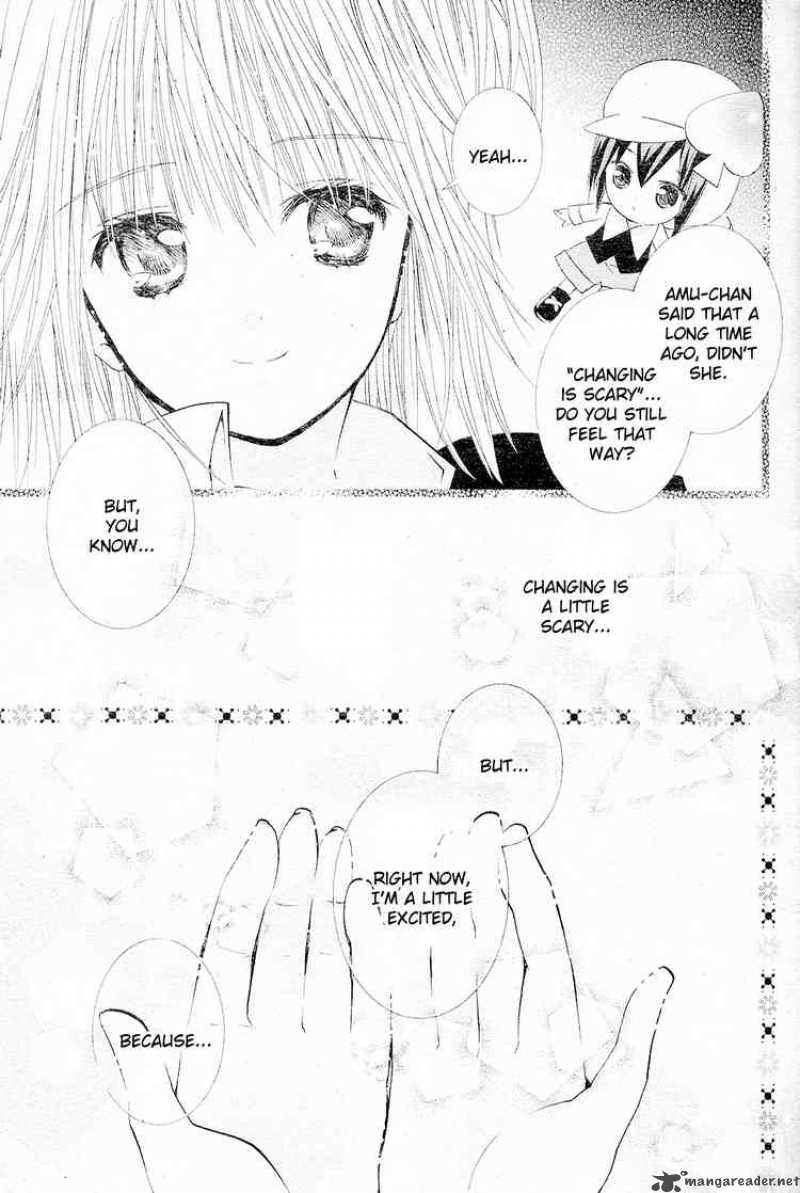 AMU-CHAN
SAID THAT A
LONG TIME
AGO, DIDN'T
SHE.
"CHANGING
IS SCARY"...
DO YOU STILL
FEEL THAT
WAY?
YEAH...
BUT,
YOU
KNOW...
CHANGING IS
A LITTLE
SCARY...
BUT...
RIGHT NOW,
I'M A LITTLE
EXCITED,
BECAUSE...
mangareader.net